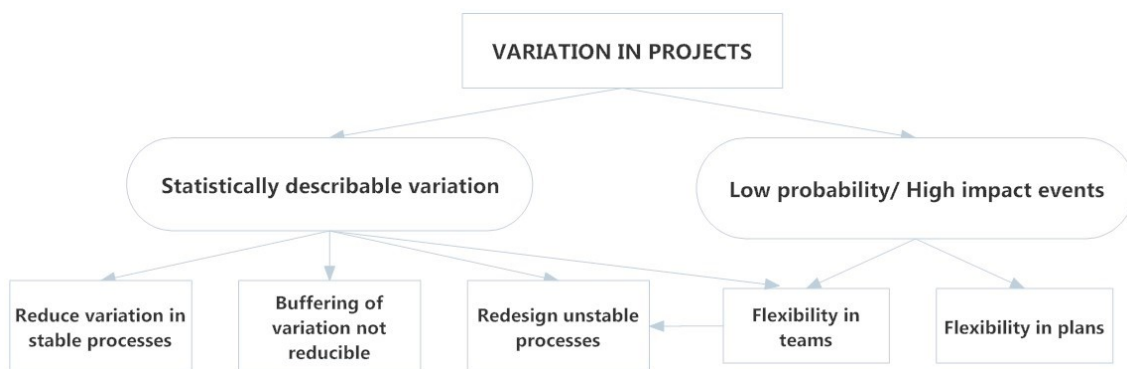 VARIATION IN PROJECTS
Statistically describable variation
Low probability/ High impact events
Reduce variation in
stable processes
Buffering of
variation not
reducible
Redesign unstable
processes
Flexibility in
teams
Flexibility in plans